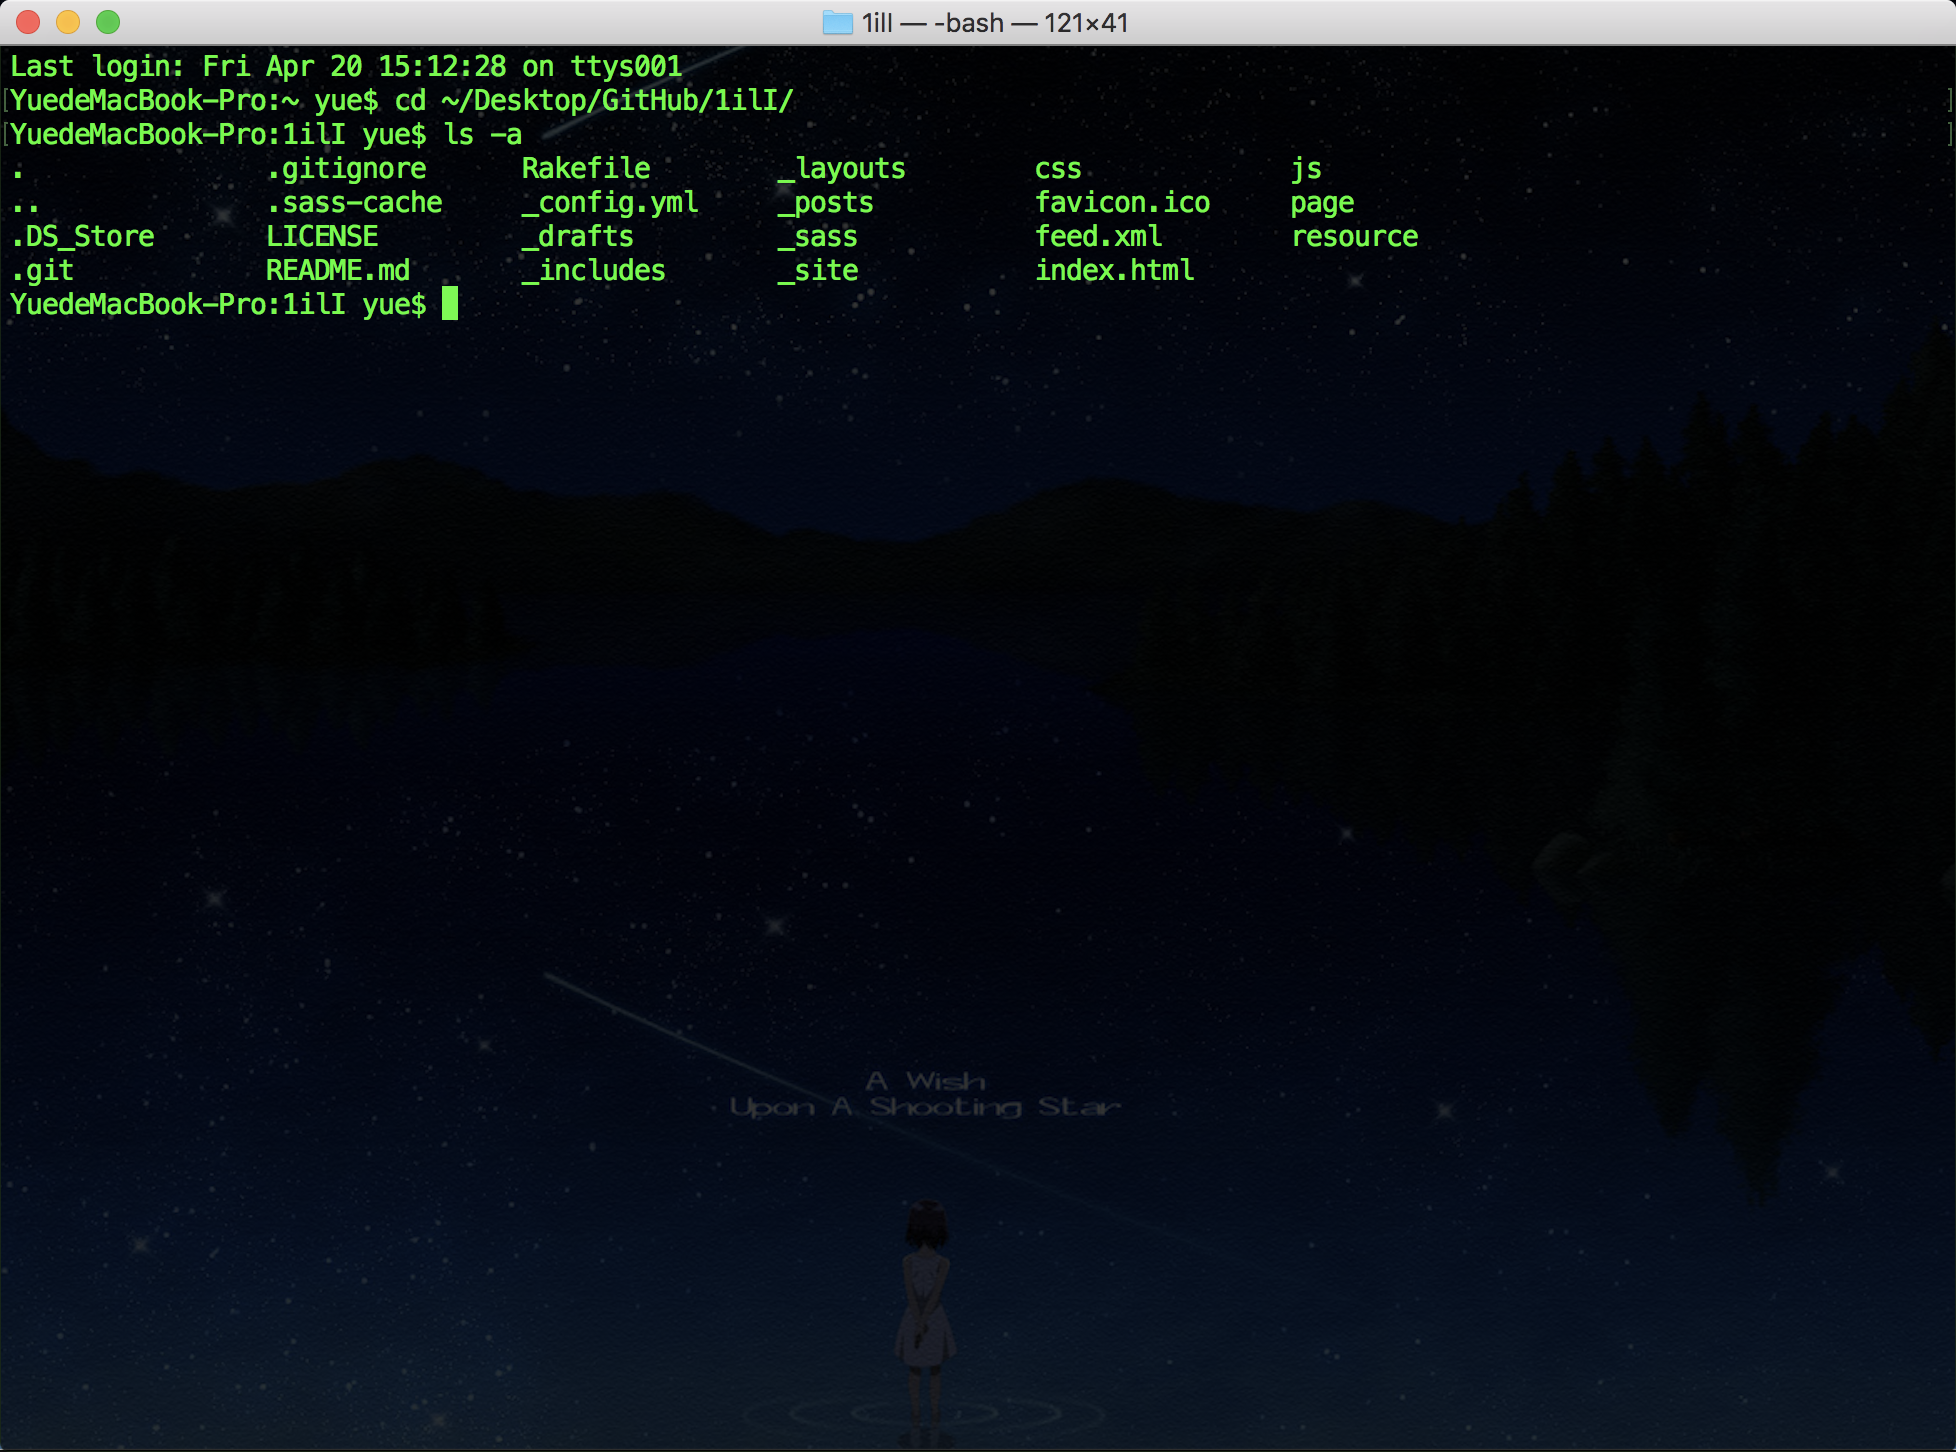 1ilI — -bash — 121×41
Last login: Fri Apr 20 15:12:28 on ttys001
YuedeMacBook-Pro:~ yue$ cd ~/Desktop/GitHub/1ilI/
YuedeMacBook-Pro:1ilI yue$ ls -a
. .gitignore Rakefile _layouts css js
.. .sass-cache _config.yml _posts favicon.ico page
.DS_Store LICENSE _drafts _sass feed.xml resource
.git README.md _includes _site index.html
YuedeMacBook-Pro:1ilI yue$
A Wish
Upon A Shooting Star